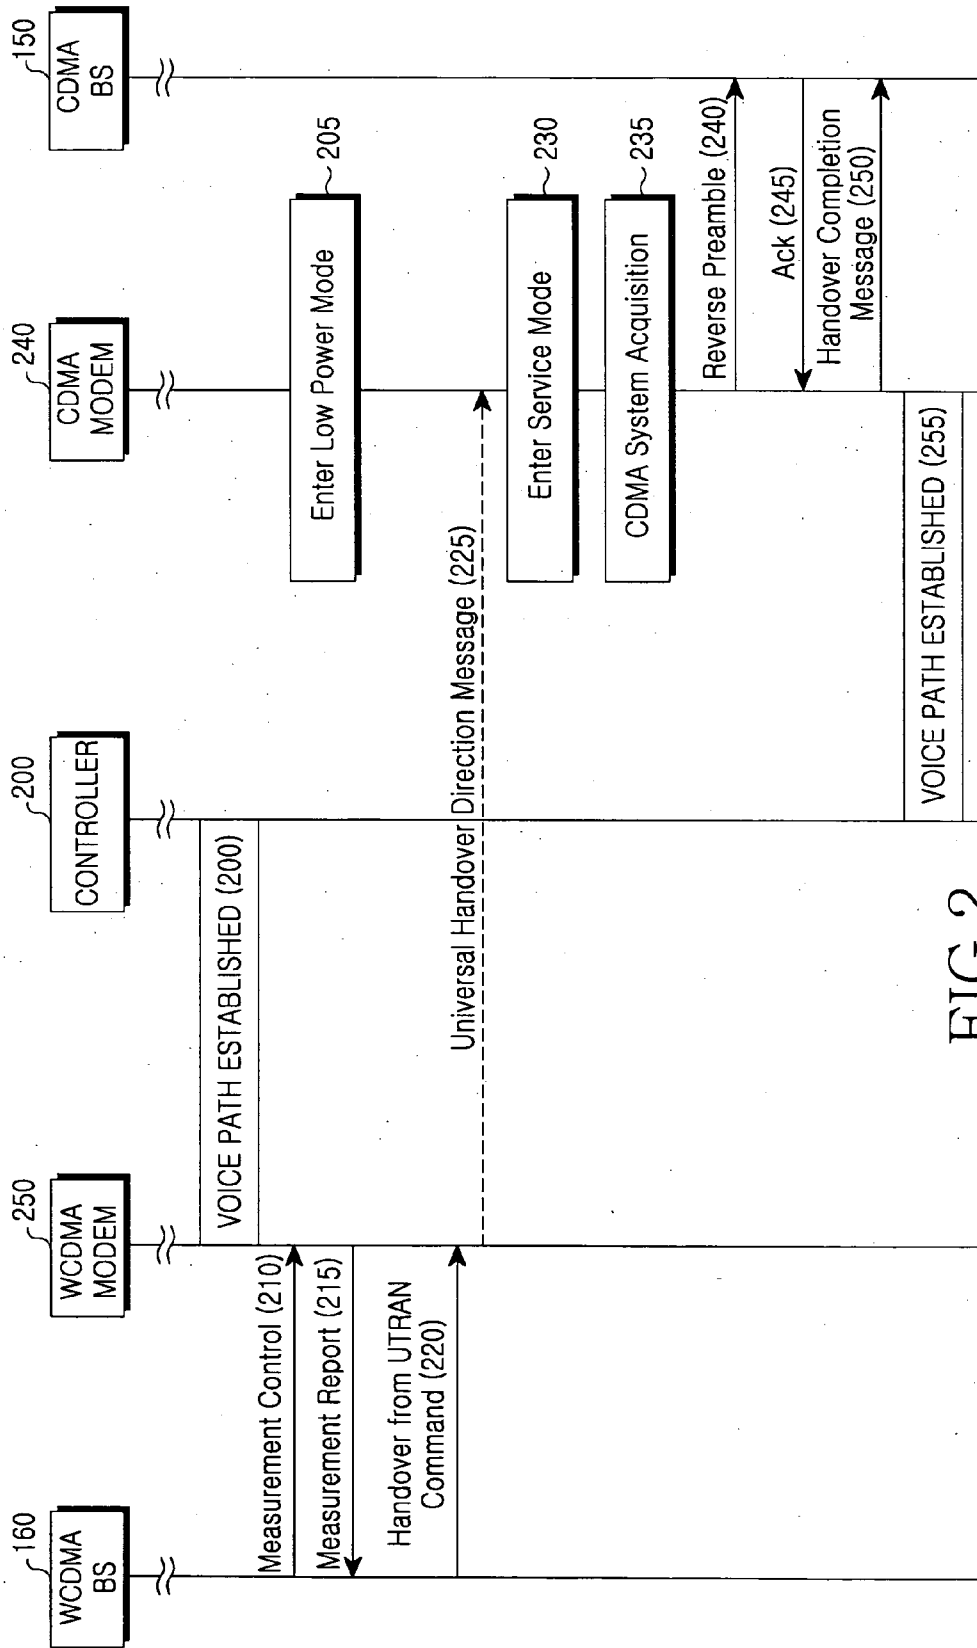 160
WCDMA
BS
250
WCDMA
MODEM
200
CONTROLLER
240
CDMA
MODEM
150
CDMA
BS
VOICE PATH ESTABLISHED (200)
Measurement Control (210)
Enter Low Power Mode
205
Measurement Report (215)
Handover from UTRAN
Command (220)
Universal Handover Direction Message (225)
Enter Service Mode
230
CDMA System Acquisition
235
Reverse Preamble (240)
Ack (245)
Handover Completion
Message (250)
VOICE PATH ESTABLISHED (255)
FIG.2